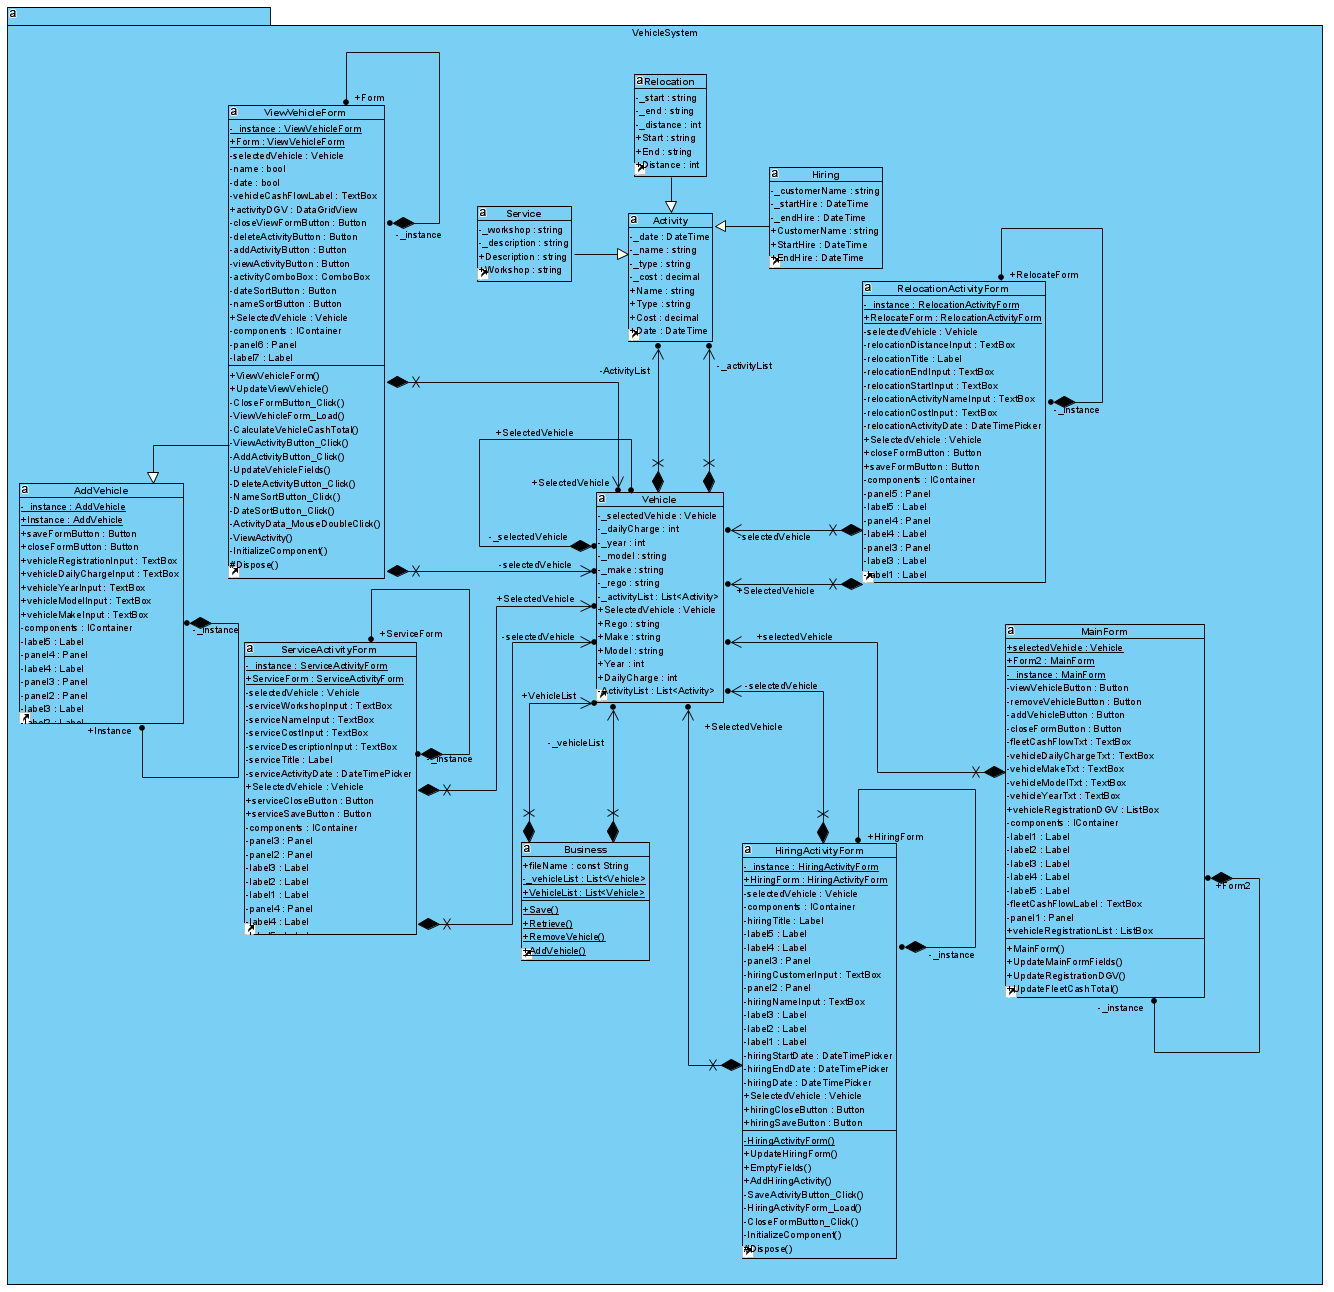 a
VehicleSystem
+Form
a
ViewVehicleForm
-_instance : ViewVehicleForm
+Form : ViewVehicleForm
-selectedVehicle : Vehicle
-name : bool
-date : bool
-vehicleCashFlowLabel : TextBox
+activityDGV : DataGridView
-closeViewFormButton : Button
-deleteActivityButton : Button
-addActivityButton : Button
-viewActivityButton : Button
-activityComboBox : ComboBox
-dateSortButton : Button
-nameSortButton : Button
+SelectedVehicle : Vehicle
-components : IContainer
-panel6 : Panel
-label7 : Label
+ViewVehicleForm()
+UpdateViewVehicle()
-CloseFormButton_Click()
-ViewVehicleForm_Load()
-CalculateVehicleCashTotal()
-ViewActivityButton_Click()
-AddActivityButton_Click()
-UpdateVehicleFields()
-DeleteActivityButton_Click()
-NameSortButton_Click()
-DateSortButton_Click()
-ActivityData_MouseDoubleClick()
-ViewActivity()
-InitializeComponent()
#Dispose()
-_instance
a
Relocation
-_start : string
-_end : string
-_distance : int
+Start : string
+End : string
+Distance : int
a
Hiring
-_customerName : string
-_startHire : DateTime
-_endHire : DateTime
+CustomerName : string
+StartHire : DateTime
+EndHire : DateTime
a
Service
-_workshop : string
-_description : string
+Description : string
+Workshop : string
a
Activity
-_date : DateTime
-_name : string
-_type : string
-_cost : decimal
+Name : string
+Type : string
+Cost : decimal
+Date : DateTime
-ActivityList
-_activityList
+RelocateForm
a
RelocationActivityForm
-_instance : RelocationActivityForm
+RelocateForm : RelocationActivityForm
-selectedVehicle : Vehicle
-relocationDistanceInput : TextBox
-relocationTitle : Label
-relocationEndInput : TextBox
-relocationStartInput : TextBox
-relocationActivityNameInput : TextBox
-relocationCostInput : TextBox
-relocationActivityDate : DateTimePicker
+SelectedVehicle : Vehicle
+closeFormButton : Button
+saveFormButton : Button
-components : IContainer
-panel5 : Panel
-label5 : Label
-panel4 : Panel
-label4 : Label
-panel3 : Panel
-label3 : Label
-label1 : Label
-_instance
+SelectedVehicle
+SelectedVehicle
-_selectedVehicle
-selectedVehicle
+SelectedVehicle
-selectedVehicle
-selectedVehicle
+SelectedVehicle
+selectedVehicle
-selectedVehicle
+SelectedVehicle
+VehicleList
-_vehicleList
a
Vehicle
-_selectedVehicle : Vehicle
-_dailyCharge : int
-_year : int
-_model : string
-_make : string
-_rego : string
-_activityList : List<Activity>
+SelectedVehicle : Vehicle
+Rego : string
+Make : string
+Model : string
+Year : int
+DailyCharge : int
-ActivityList : List<Activity>
a
AddVehicle
-_instance : AddVehicle
+Instance : AddVehicle
+saveFormButton : Button
+closeFormButton : Button
+vehicleRegistrationInput : TextBox
+vehicleDailyChargeInput : TextBox
+vehicleYearInput : TextBox
+vehicleModelInput : TextBox
+vehicleMakeInput : TextBox
-components : IContainer
-label5 : Label
-panel4 : Panel
-label4 : Label
-panel3 : Panel
-panel2 : Panel
-label3 : Label
-_instance
+Instance
+ServiceForm
a
ServiceActivityForm
-_instance : ServiceActivityForm
+ServiceForm : ServiceActivityForm
-selectedVehicle : Vehicle
-serviceWorkshopInput : TextBox
-serviceNameInput : TextBox
-serviceCostInput : TextBox
-serviceDescriptionInput : TextBox
-serviceTitle : Label
-serviceActivityDate : DateTimePicker
+SelectedVehicle : Vehicle
+serviceCloseButton : Button
+serviceSaveButton : Button
-components : IContainer
-panel3 : Panel
-panel2 : Panel
-label3 : Label
-label2 : Label
-label1 : Label
-panel4 : Panel
-label4 : Label
-_instance
a
Business
+fileName : const String
-_vehicleList : List<Vehicle>
+VehicleList : List<Vehicle>
+Save()
+Retrieve()
+RemoveVehicle()
+AddVehicle()
+HiringForm
a
HiringActivityForm
-_instance : HiringActivityForm
+HiringForm : HiringActivityForm
-selectedVehicle : Vehicle
-components : IContainer
-hiringTitle : Label
-label5 : Label
-label4 : Label
-panel3 : Panel
-hiringCustomerInput : TextBox
-panel2 : Panel
-hiringNameInput : TextBox
-label3 : Label
-label2 : Label
-label1 : Label
-hiringStartDate : DateTimePicker
-hiringEndDate : DateTimePicker
-hiringDate : DateTimePicker
+SelectedVehicle : Vehicle
+hiringCloseButton : Button
+hiringSaveButton : Button
-HiringActivityForm()
+UpdateHiringForm()
+EmptyFields()
+AddHiringActivity()
-SaveActivityButton_Click()
-HiringActivityForm_Load()
-CloseFormButton_Click()
-InitializeComponent()
#Dispose()
-_instance
a
MainForm
+selectedVehicle : Vehicle
+Form2 : MainForm
-_instance : MainForm
-viewVehicleButton : Button
-removeVehicleButton : Button
-addVehicleButton : Button
-closeFormButton : Button
-fleetCashFlowTxt : TextBox
-vehicleDailyChargeTxt : TextBox
-vehicleMakeTxt : TextBox
-vehicleModelTxt : TextBox
-vehicleYearTxt : TextBox
+vehicleRegistrationDGV : ListBox
-components : IContainer
-label1 : Label
-label2 : Label
-label3 : Label
-label4 : Label
-label5 : Label
-fleetCashFlowLabel : TextBox
-panel1 : Panel
+vehicleRegistrationList : ListBox
+MainForm()
+UpdateMainFormFields()
+UpdateRegistrationDGV()
+UpdateFleetCashTotal()
+Form2
-_instance